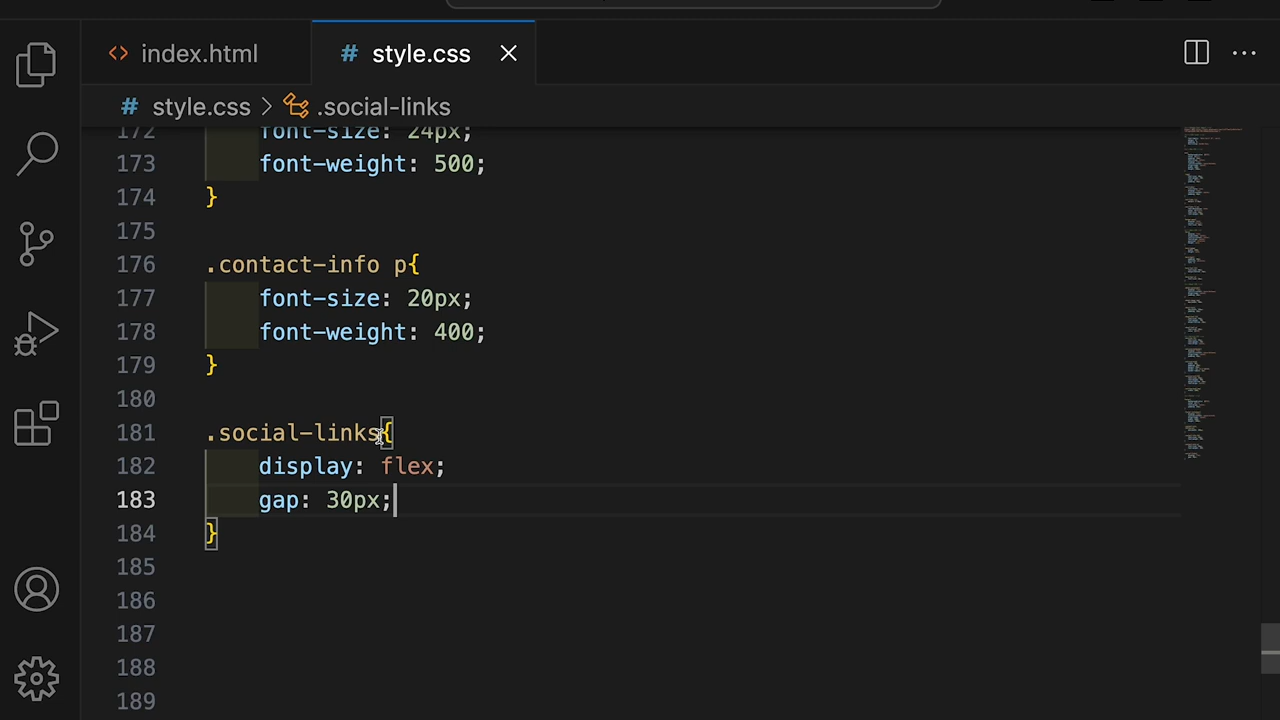 <> index.html
# style.css
# style.css > .social-links
172 font-size: 24px;
173 font-weight: 500;
174 }
175
176 .contact-info p{
177 font-size: 20px;
178 font-weight: 400;
179 }
180
181 .social-links{
182 display: flex;
183 gap: 30px;
184 }
185
186
187
188
189